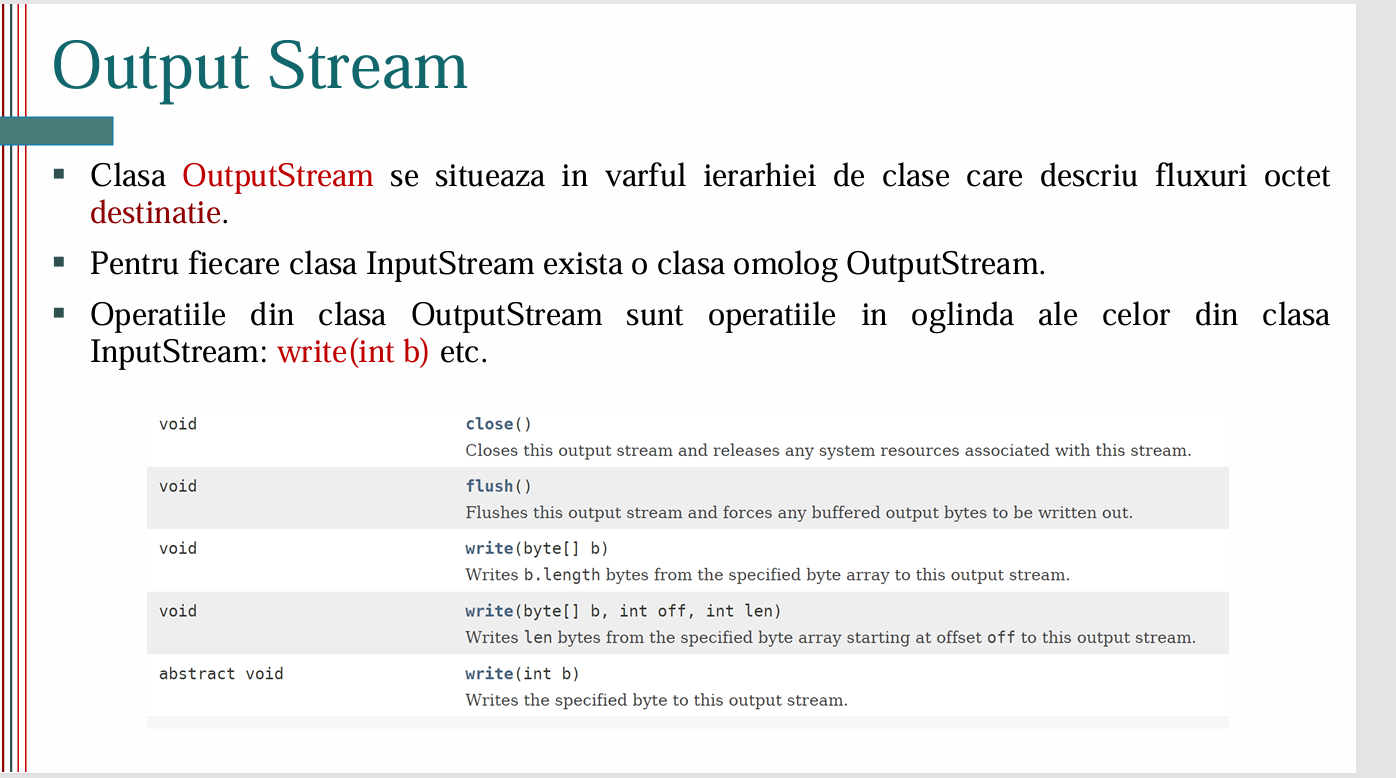 Output Stream
Clasa OutputStream se situeaza in varful ierarhiei de clase care descriu fluxuri octet
destinatie.
Pentru fiecare clasa InputStream exista o clasa omolog OutputStream.
Operatiile din clasa OutputStream sunt operatiile in oglinda ale celor din clasa
InputStream: write(int b) etc.
void close()
Closes this output stream and releases any system resources associated with this stream.
void flush()
Flushes this output stream and forces any buffered output bytes to be written out.
void write(byte[] b)
Writes b.length bytes from the specified byte array to this output stream.
void write(byte[] b, int off, int len)
Writes len bytes from the specified byte array starting at offset off to this output stream.
abstract void write(int b)
Writes the specified byte to this output stream.